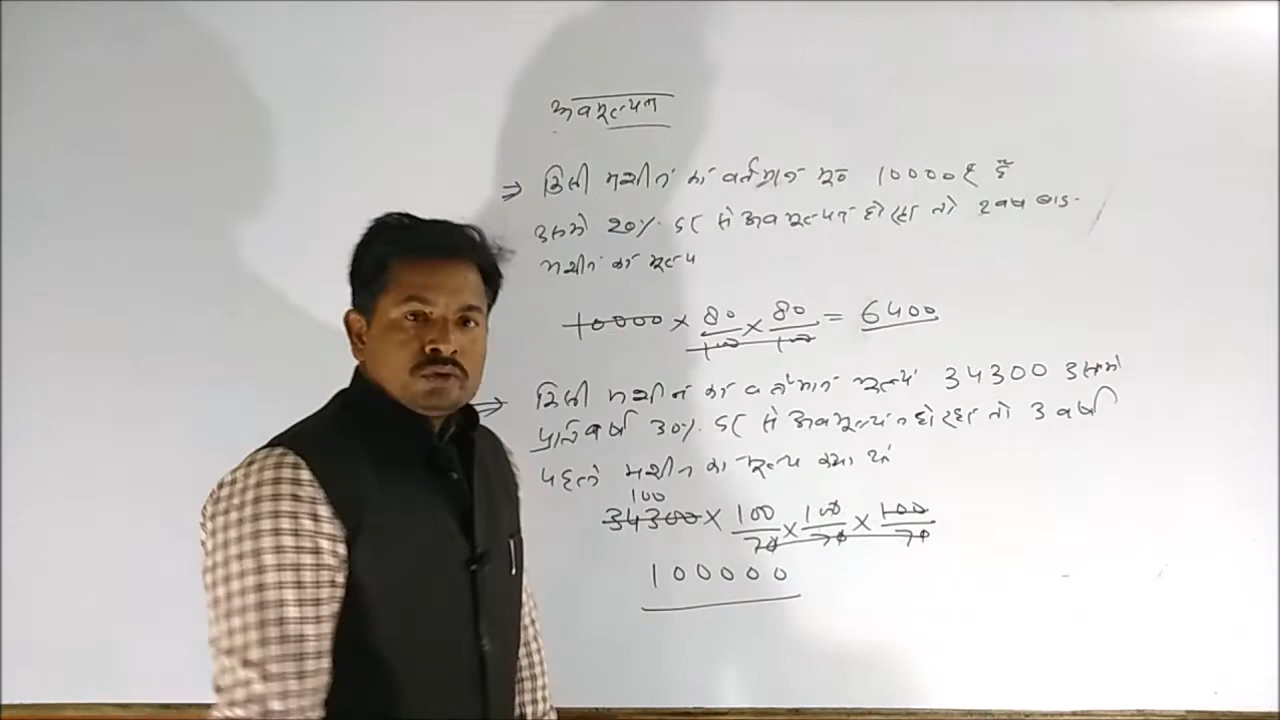 अवमूल्यन
⇒ किसी मशीन का वर्तमान मू० 10000₹ है
उसमे 20% दर से अवमूल्यन हो रहा तो 2 वर्ष बाद
मशीन का मूल्य
10000 × 80/100 × 80/100 = 6400
⇒ किसी मशीन का वर्तमान मूल्य 34300 उसमे
प्रतिवर्ष 30% दर से अवमूल्यन हो रहा तो 3 वर्ष
पहले मशीन का मूल्य क्या था
100
34300 × 100/70 × 100/70 × 100/70
100000